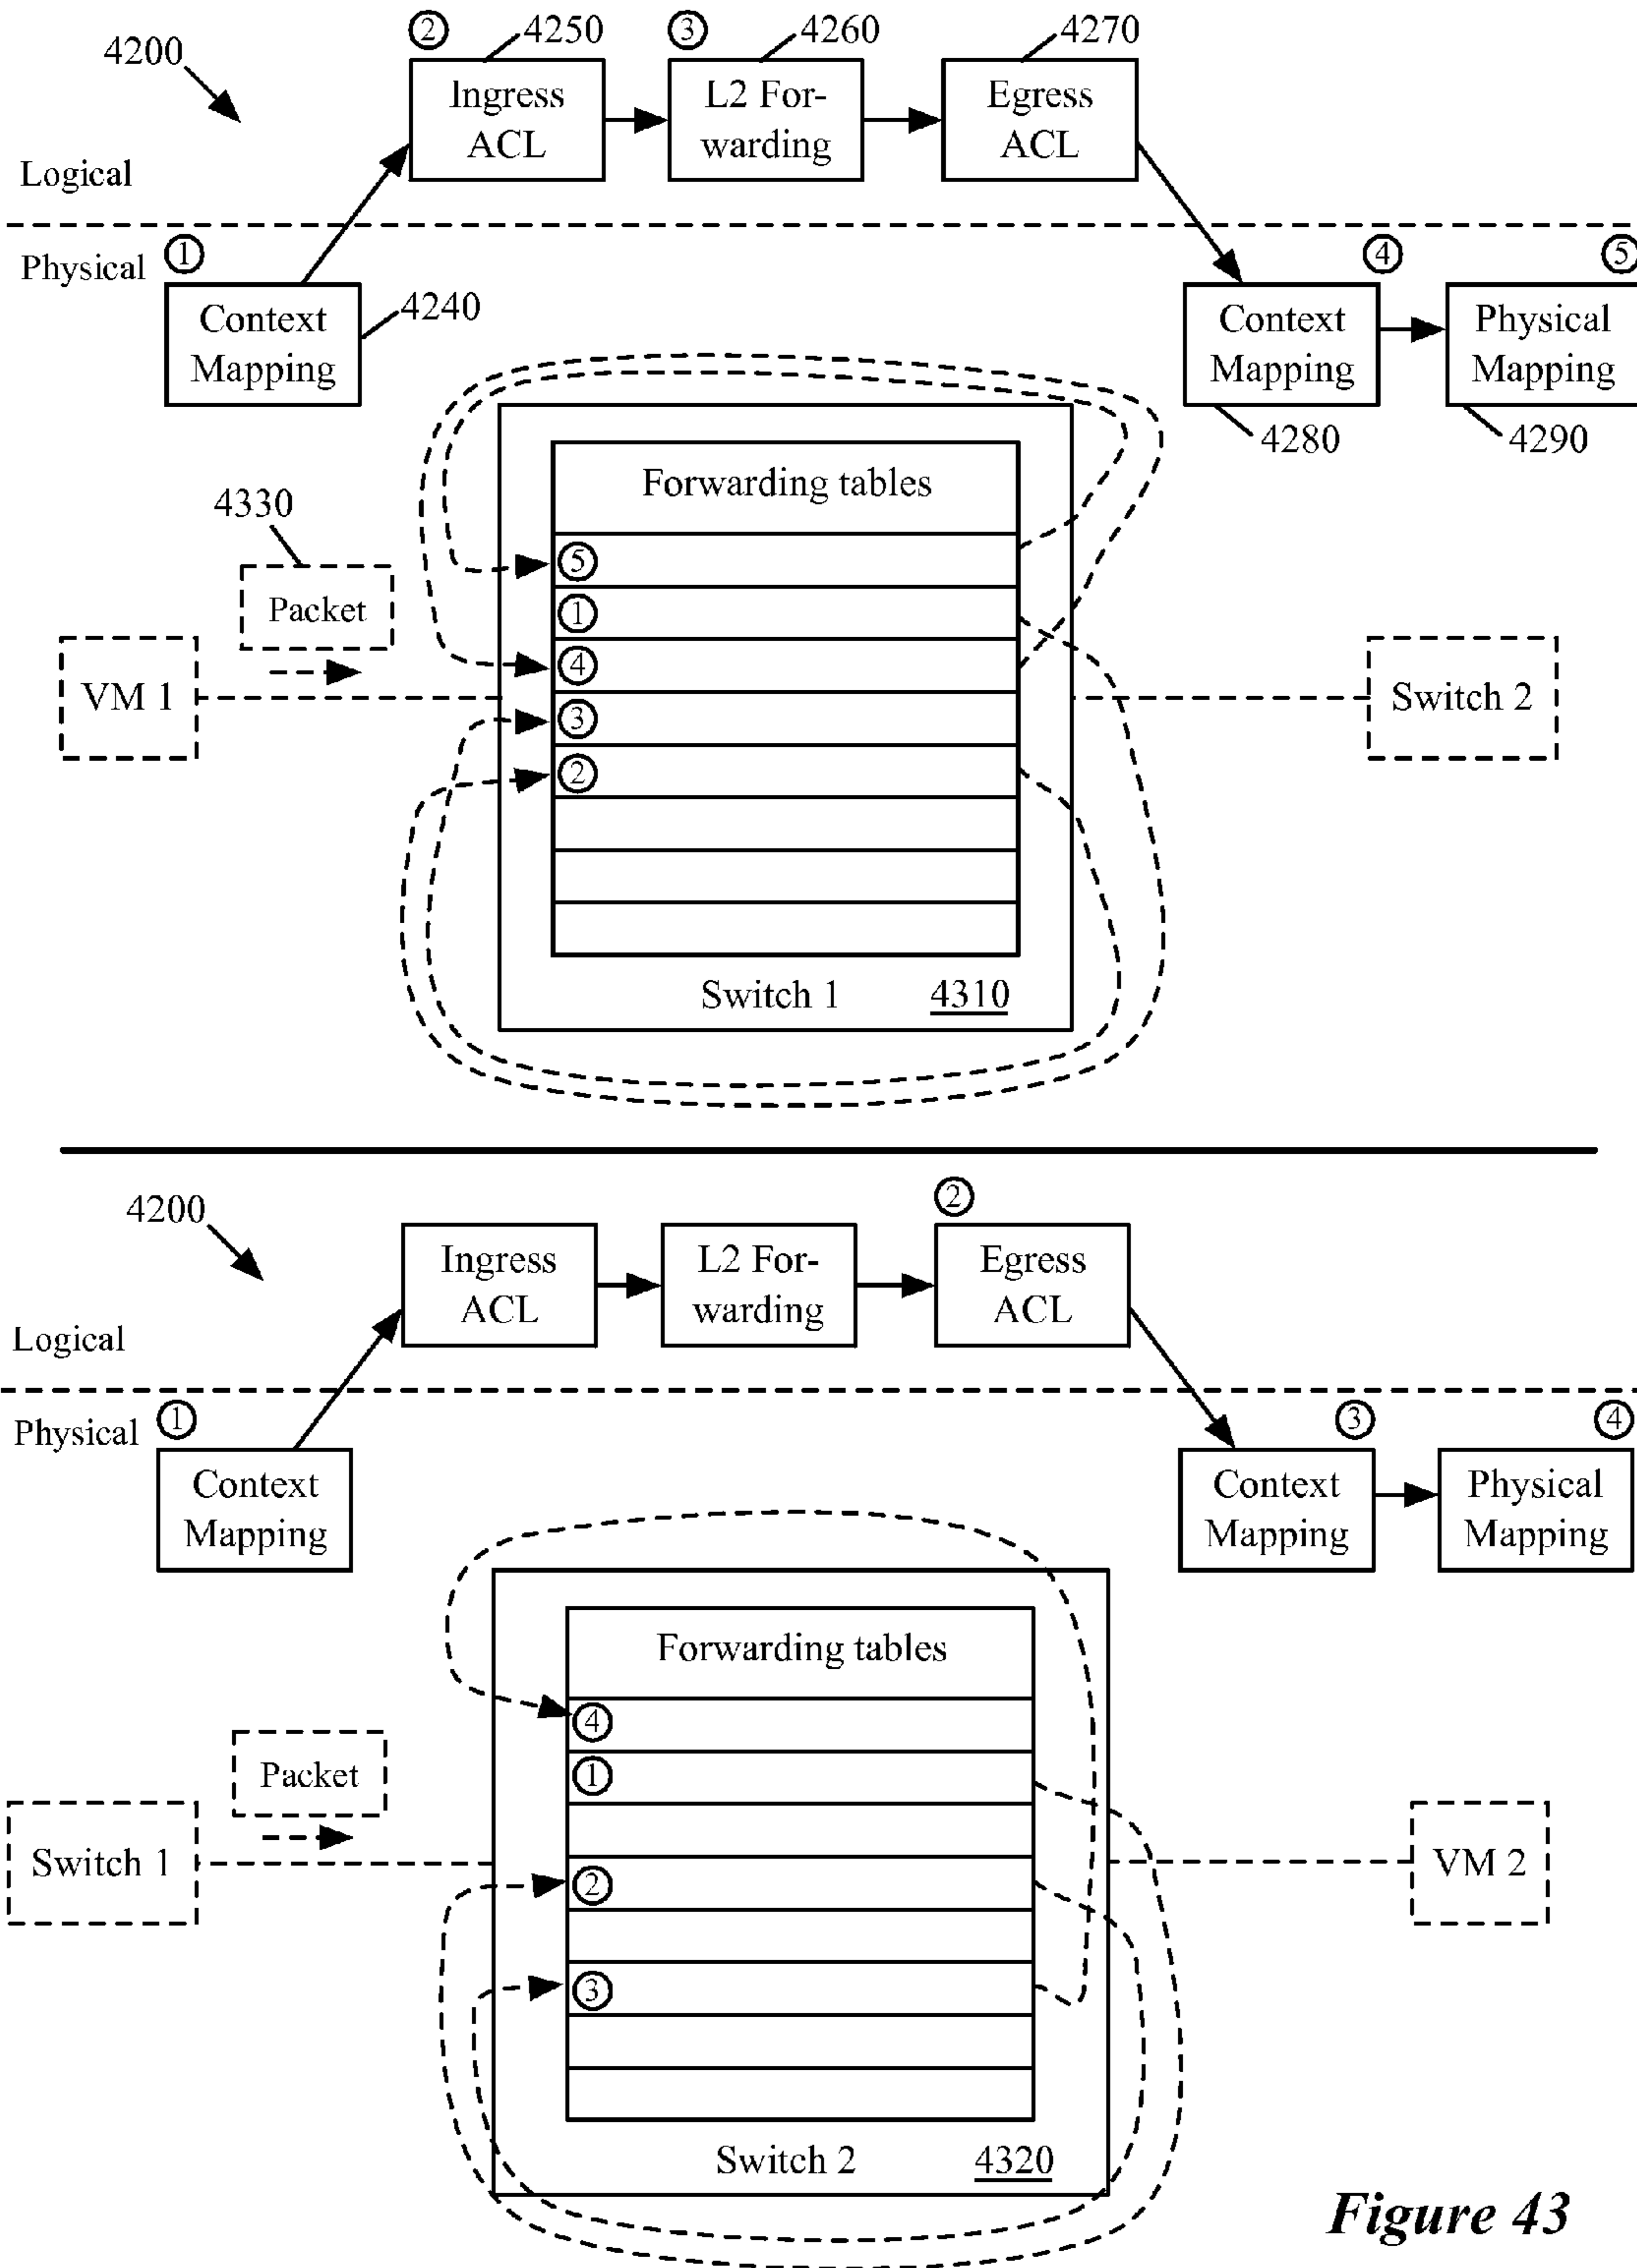 ② 4250 ③ 4260 4270
4200
Ingress
ACL
L2 For-
warding
Egress
ACL
Logical
Physical ① ④ ⑤
Context
Mapping
4240
Context
Mapping
Physical
Mapping
4280
4290
Forwarding tables
4330
Packet
⑤
①
④
VM 1
Switch 2
③
②
Switch 1 4310
4200
②
Ingress
ACL
L2 For-
warding
Egress
ACL
Logical
Physical ① ③ ④
Context
Mapping
Context
Mapping
Physical
Mapping
Forwarding tables
④
Packet
①
Switch 1
VM 2
②
③
Switch 2 4320
Figure 43